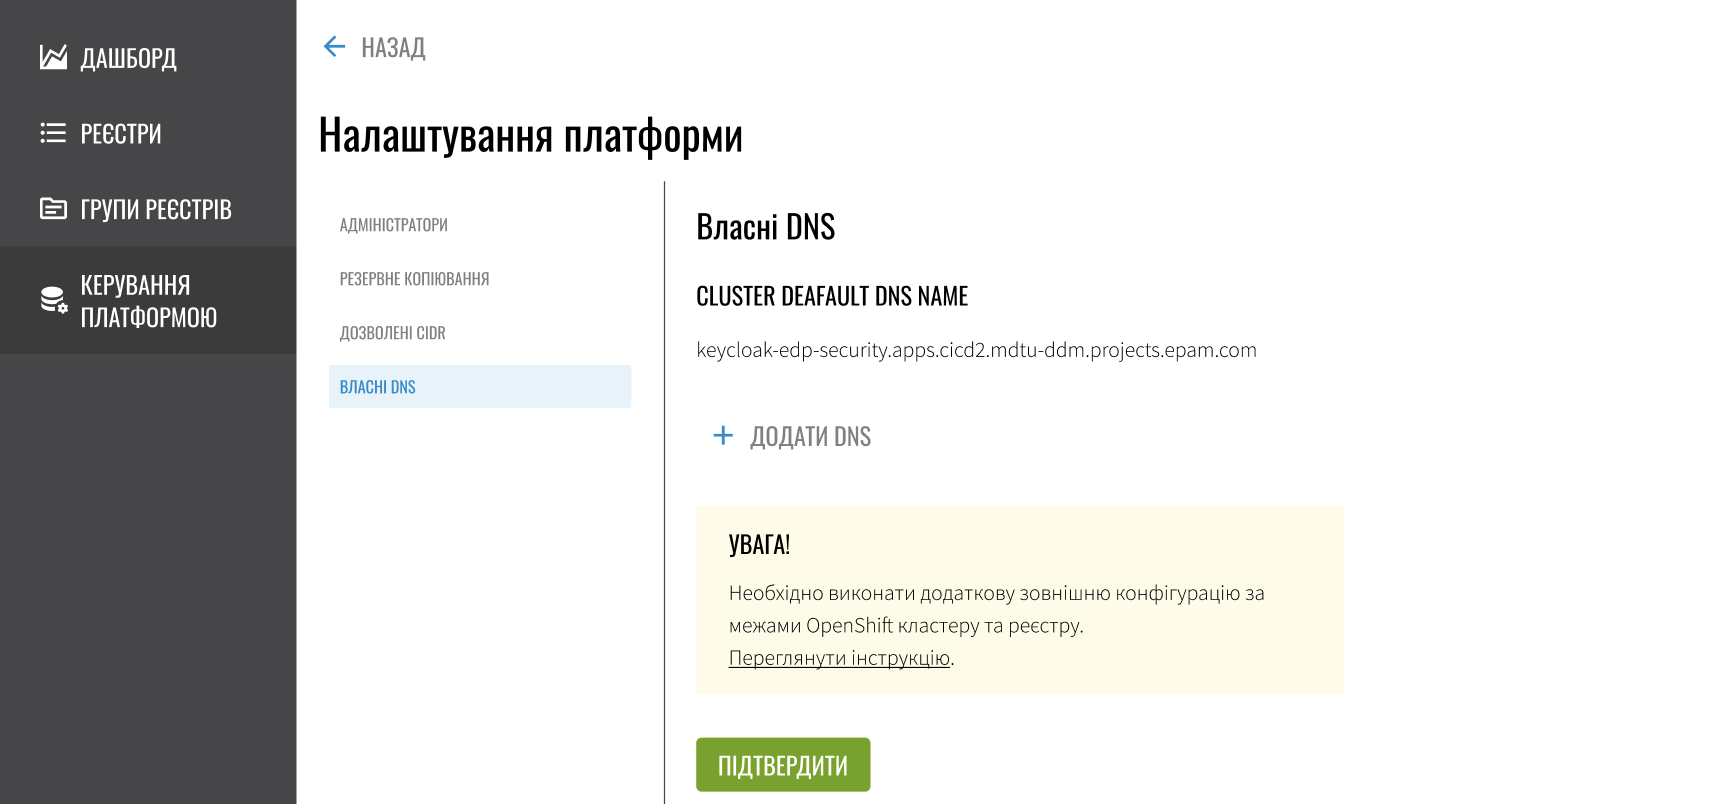 ДАШБОРД
РЕЄСТРИ
ГРУПИ РЕЄСТРІВ
КЕРУВАННЯ
ПЛАТФОРМОЮ
НАЗАД
Налаштування платформи
АДМІНІСТРАТОРИ
РЕЗЕРВНЕ КОПІЮВАННЯ
ДОЗВОЛЕНІ CIDR
ВЛАСНІ DNS
Власні DNS
CLUSTER DEAFAULT DNS NAME
keycloak-edp-security.apps.cicd2.mdtu-ddm.projects.epam.com
ДОДАТИ DNS
УВАГА!
Необхідно виконати додаткову зовнішню конфігурацію за
межами OpenShift кластеру та реєстру.
Переглянути інструкцію.
ПІДТВЕРДИТИ